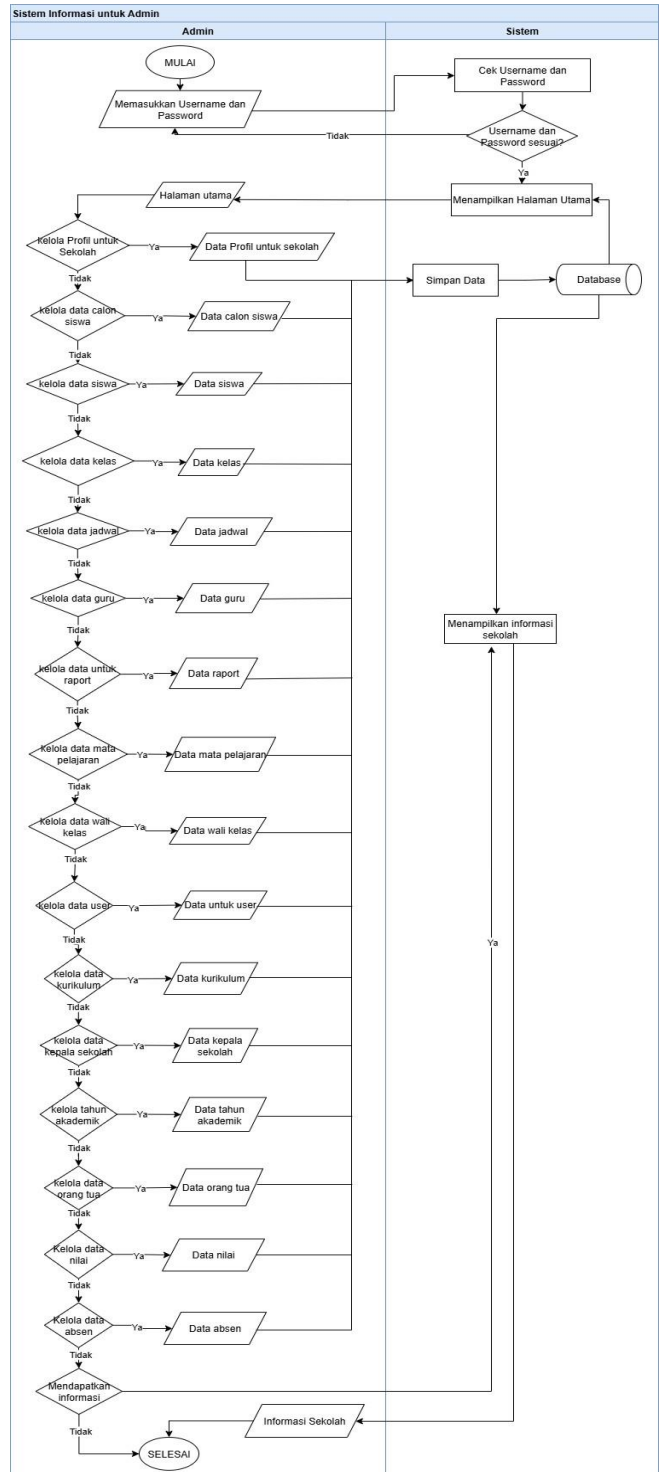 Sistem Informasi untuk Admin
Admin
Sistem
MULAI
Memasukkan Username dan
Password
Cek Username dan
Password
Username dan
Password sesuai?
Tidak
Ya
Menampilkan Halaman Utama
Halaman utama
kelola Profil untuk
Sekolah
Ya
Data Profil untuk sekolah
Simpan Data
Database
Tidak
kelola data calon
siswa
Ya
Data calon siswa
Tidak
kelola data siswa
Ya
Data siswa
Tidak
kelola data kelas
Ya
Data kelas
Tidak
kelola data jadwal
Ya
Data jadwal
Tidak
kelola data guru
Ya
Data guru
Tidak
Menampilkan informasi
sekolah
kelola data untuk
raport
Ya
Data raport
Tidak
kelola data mata
pelajaran
Ya
Data mata pelajaran
Tidak
kelola data wali
kelas
Ya
Data wali kelas
Tidak
kelola data user
Ya
Data untuk user
Tidak
Ya
kelola data
kurikulum
Ya
Data kurikulum
Tidak
kelola data
kepala sekolah
Ya
Data kepala
sekolah
Tidak
kelola tahun
akademik
Ya
Data tahun
akademik
Tidak
kelola data
orang tua
Ya
Data orang tua
Tidak
Kelola data
nilai
Ya
Data nilai
Tidak
Kelola data
absen
Ya
Data absen
Tidak
Mendapatkan
informasi
Tidak
Informasi Sekolah
SELESAI